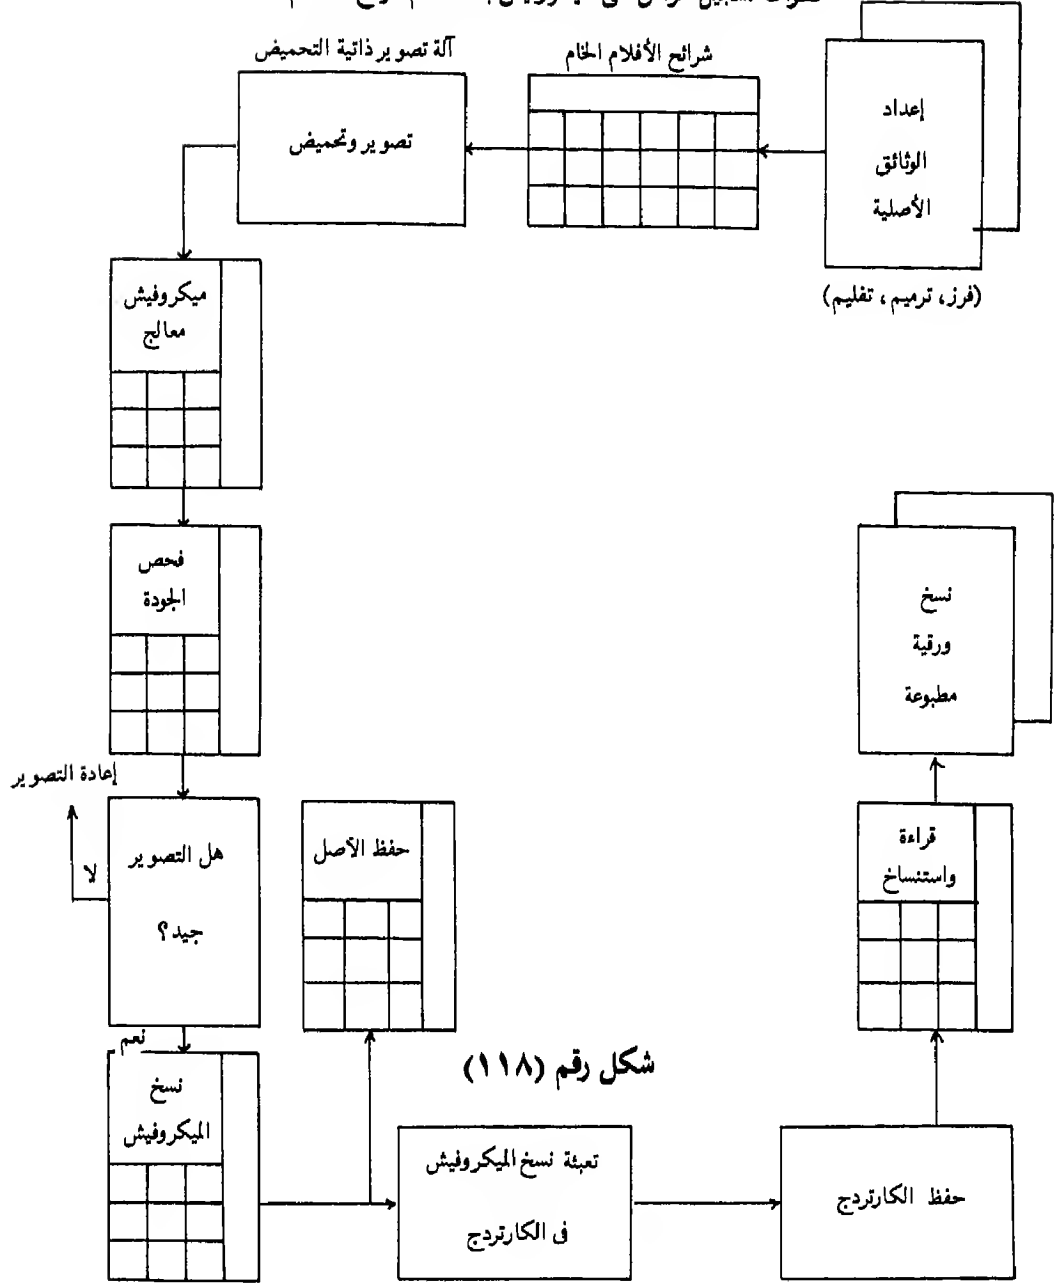 آلة تصوير ذاتية التحميض
شرائح الأفلام الخام
إعداد
الوثائق
الأصلية
(فرز، ترميم، تفليم)
تصوير وتحميض
ميكروفيش
معالج
فحص
الجودة
هل التصوير
جيد؟
لا
إعادة التصوير
نعم
نسخ
الميكروفيش
حفظ الآصل
تعبئة نسخ الميكروفيش
فى الكارتردج
حفظ الكارتردج
قراءة
واستنساخ
نسخ
ورقية
مطبوعة
شكل رقم (١١٨)